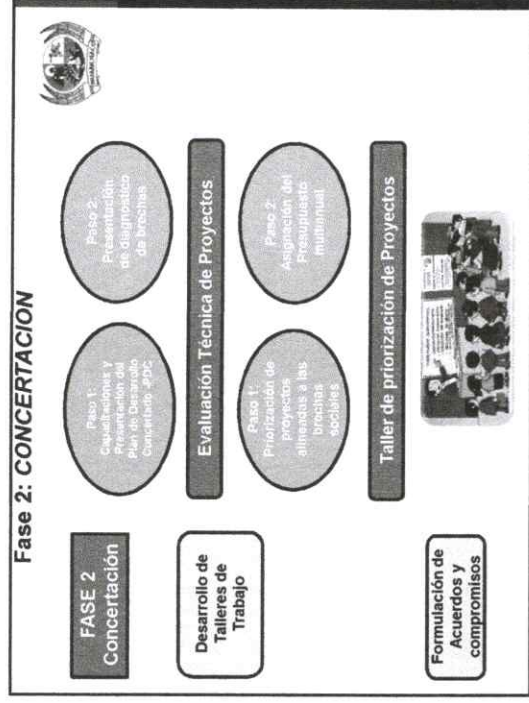 Fase 2: CONCERTACION
FASE 2
Concertación
Paso 1:
Capacitaciones y
Presentación del
Plan de Desarrollo
Concertado -PDC
Paso 2:
Presentación
de diagnóstico
de brechas
Desarrollo de
Talleres de
Trabajo
Evaluación Técnica de Proyectos
Paso 1:
Priorización de
proyectos
alineadas a las
brechas
sociales
Paso 2:
Asignación del
Presupuesto
multianual
Taller de priorización de Proyectos
Formulación de
Acuerdos y
compromisos